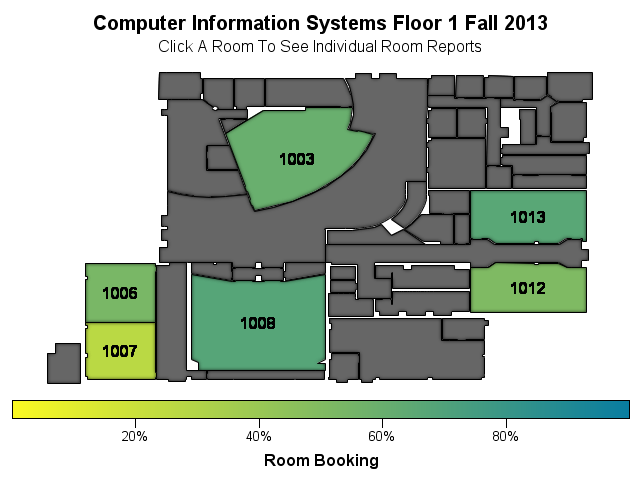 Computer Information Systems Floor 1 Fall 2013
Click A Room To See Individual Room Reports
1003
1013
1006
1012
1008
1007
20% 40% 60% 80%
Room Booking